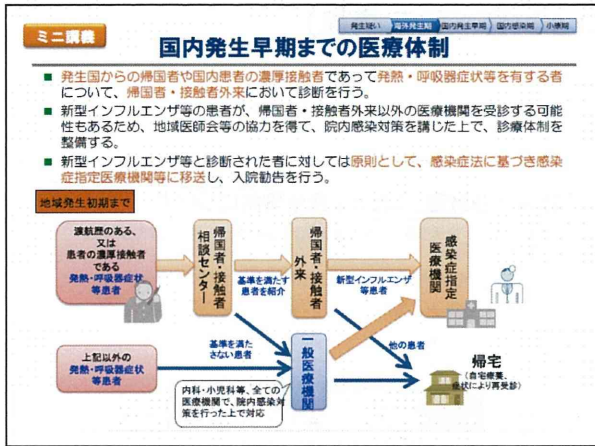 ミニ講義
発生疑い
海外発生期
国内発生早期
国内感染期
小康期
国内発生早期までの医療体制
■ 発生国からの帰国者や国内患者の濃厚接触者であって発熱・呼吸器症状等を有する者
について、帰国者・接触者外来において診断を行う。
■ 新型インフルエンザ等の患者が、帰国者・接触者外来以外の医療機関を受診する可能
性もあるため、地域医師会等の協力を得て、院内感染対策を講じた上で、診療体制を
整備する。
■ 新型インフルエンザ等と診断された者に対しては原則として、感染症法に基づき感染
症指定医療機関等に移送し、入院勧告を行う。
地域発生初期まで
渡航歴のある、
又は
患者の濃厚接触者
である
発熱・呼吸器症状
等患者
帰国者・接触者
相談センター
基準を満たす
患者を紹介
帰国者・接触者
外来
新型インフルエンザ
等患者
感染症指定
医療機関
上記以外の
発熱・呼吸器症状
等患者
基準を満た
さない患者
一般医療機関
他の患者
帰宅
(自宅療養、
症状により再受診)
内科・小児科等、全ての
医療機関で、院内感染対
策を行った上で対応